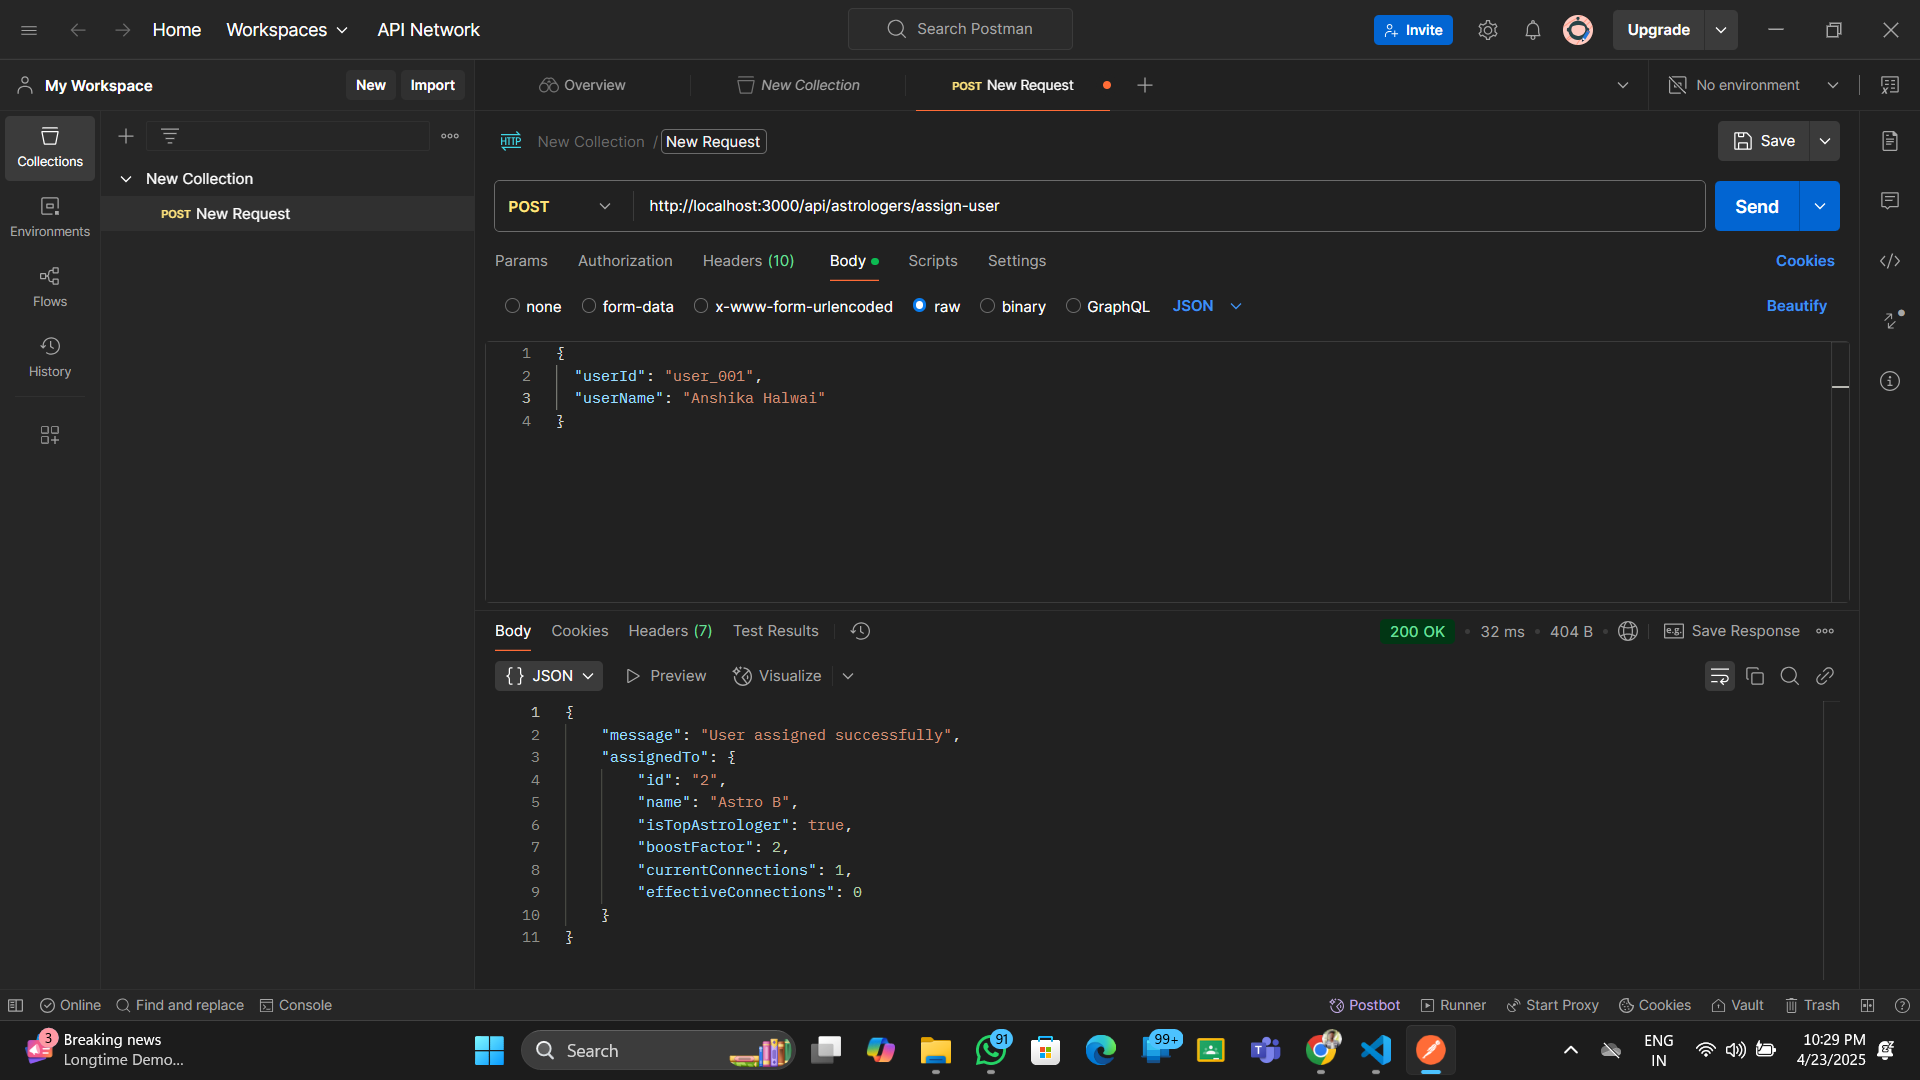 Home
Workspaces
API Network
Search Postman
Invite
Upgrade
My Workspace
New
Import
Overview
New Collection
POST New Request
No environment
Collections
Environments
Flows
History
New Collection
POST New Request
HTTP
New Collection / New Request
Save
POST
http://localhost:3000/api/astrologers/assign-user
Send
Params
Authorization
Headers (10)
Body
Scripts
Settings
Cookies
none
form-data
x-www-form-urlencoded
raw
binary
GraphQL
JSON
Beautify
1 {
2 "userId": "user_001",
3 "userName": "Anshika Halwai"
4 }
Body
Cookies
Headers (7)
Test Results
200 OK
32 ms
404 B
e.g.
Save Response
{} JSON
Preview
Visualize
1 {
2 "message": "User assigned successfully",
3 "assignedTo": {
4 "id": "2",
5 "name": "Astro B",
6 "isTopAstrologer": true,
7 "boostFactor": 2,
8 "currentConnections": 1,
9 "effectiveConnections": 0
10 }
11 }
Online
Find and replace
Console
Postbot
Runner
Start Proxy
Cookies
Vault
Trash
3
Breaking news
Longtime Demo...
Search
91
99+
ENG
IN
10:29 PM
4/23/2025